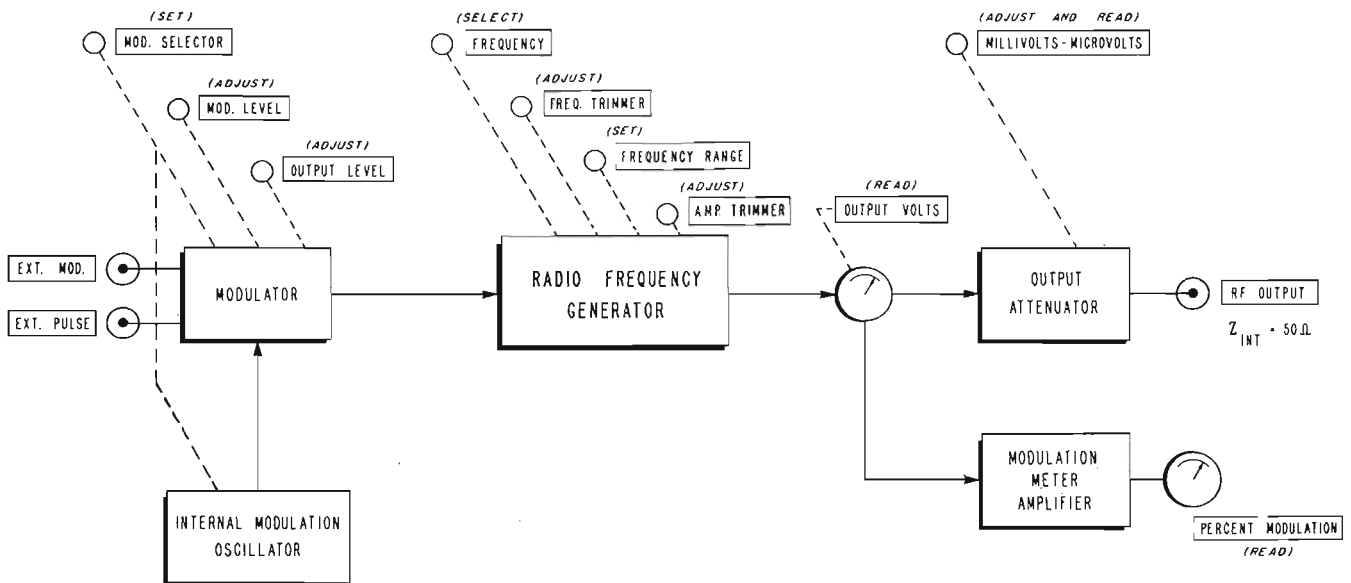 (SET)
MOD. SELECTOR
(ADJUST)
MOD. LEVEL
(ADJUST)
OUTPUT LEVEL
(SELECT)
FREQUENCY
(ADJUST)
FREQ. TRIMMER
(SET)
FREQUENCY RANGE
(ADJUST)
AMP. TRIMMER
(READ)
OUTPUT VOLTS
(ADJUST AND READ)
MILLIVOLTS-MICROVOLTS
EXT. MOD.
EXT. PULSE
MODULATOR
RADIO FREQUENCY
GENERATOR
OUTPUT
ATTENUATOR
RF OUTPUT
Z INT = 50Ω
INTERNAL MODULATION
OSCILLATOR
MODULATION
METER
AMPLIFIER
PERCENT MODULATION
(READ)